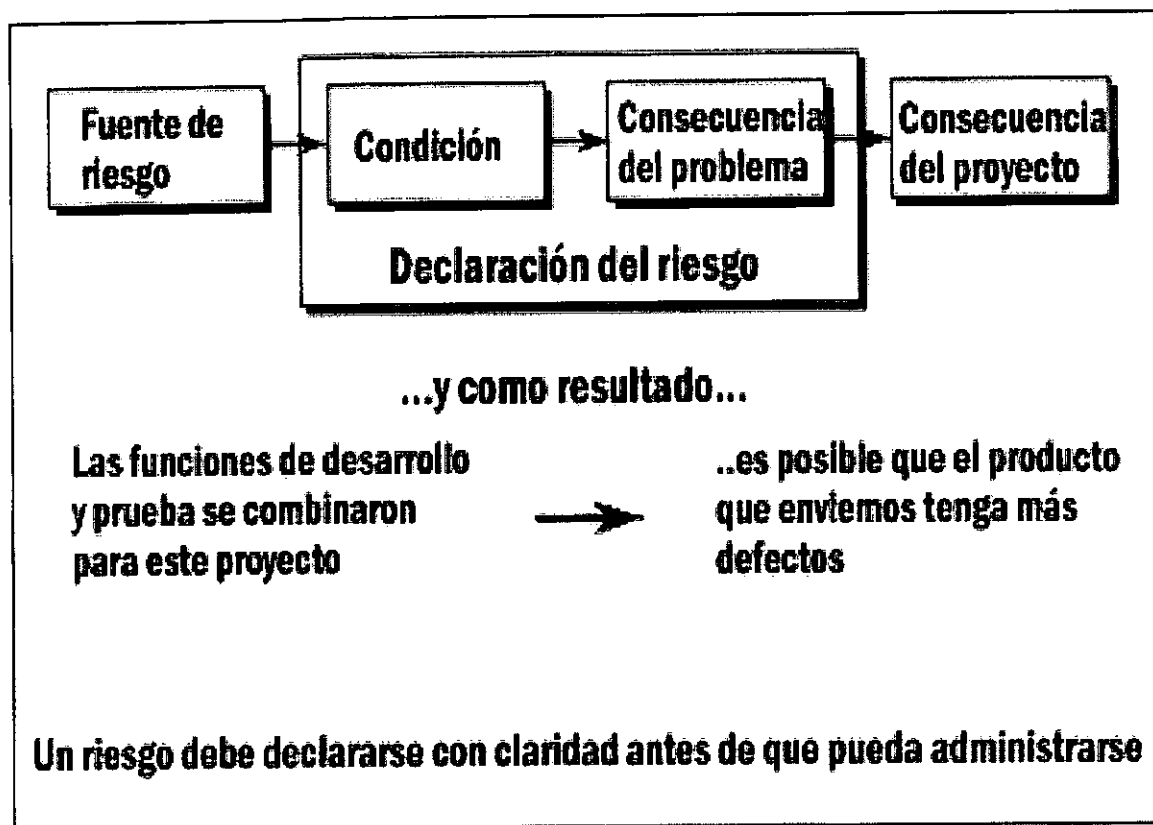 Fuente de
riesgo
Condición
Consecuencia
del problema
Consecuencia
del proyecto
Declaración del riesgo
...y como resultado...
Las funciones de desarrollo
y prueba se combinaron
para este proyecto
..es posible que el producto
que enviemos tenga más
defectos
Un riesgo debe declararse con claridad antes de que pueda administrarse